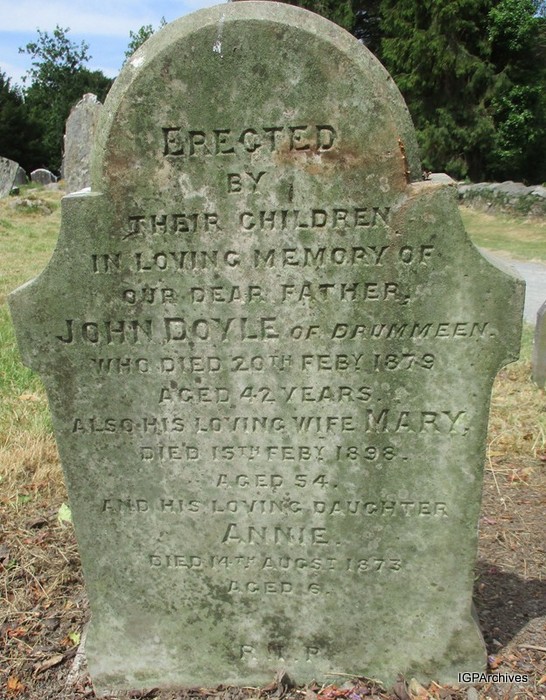 ERECTED
BY
THEIR CHILDREN
IN LOVING MEMORY OF
OUR DEAR FATHER,
JOHN DOYLE OF DRUMMEEN.
WHO DIED 20TH FEBY 1879
AGED 42 YEARS.
ALSO HIS LOVING WIFE MARY.
DIED 15TH FEBY 1898.
AGED 54.
AND HIS LOVING DAUGHTER
ANNIE.
DIED 14TH AUGST 1873
AGED 6.
R.I.P.
IGPArchives